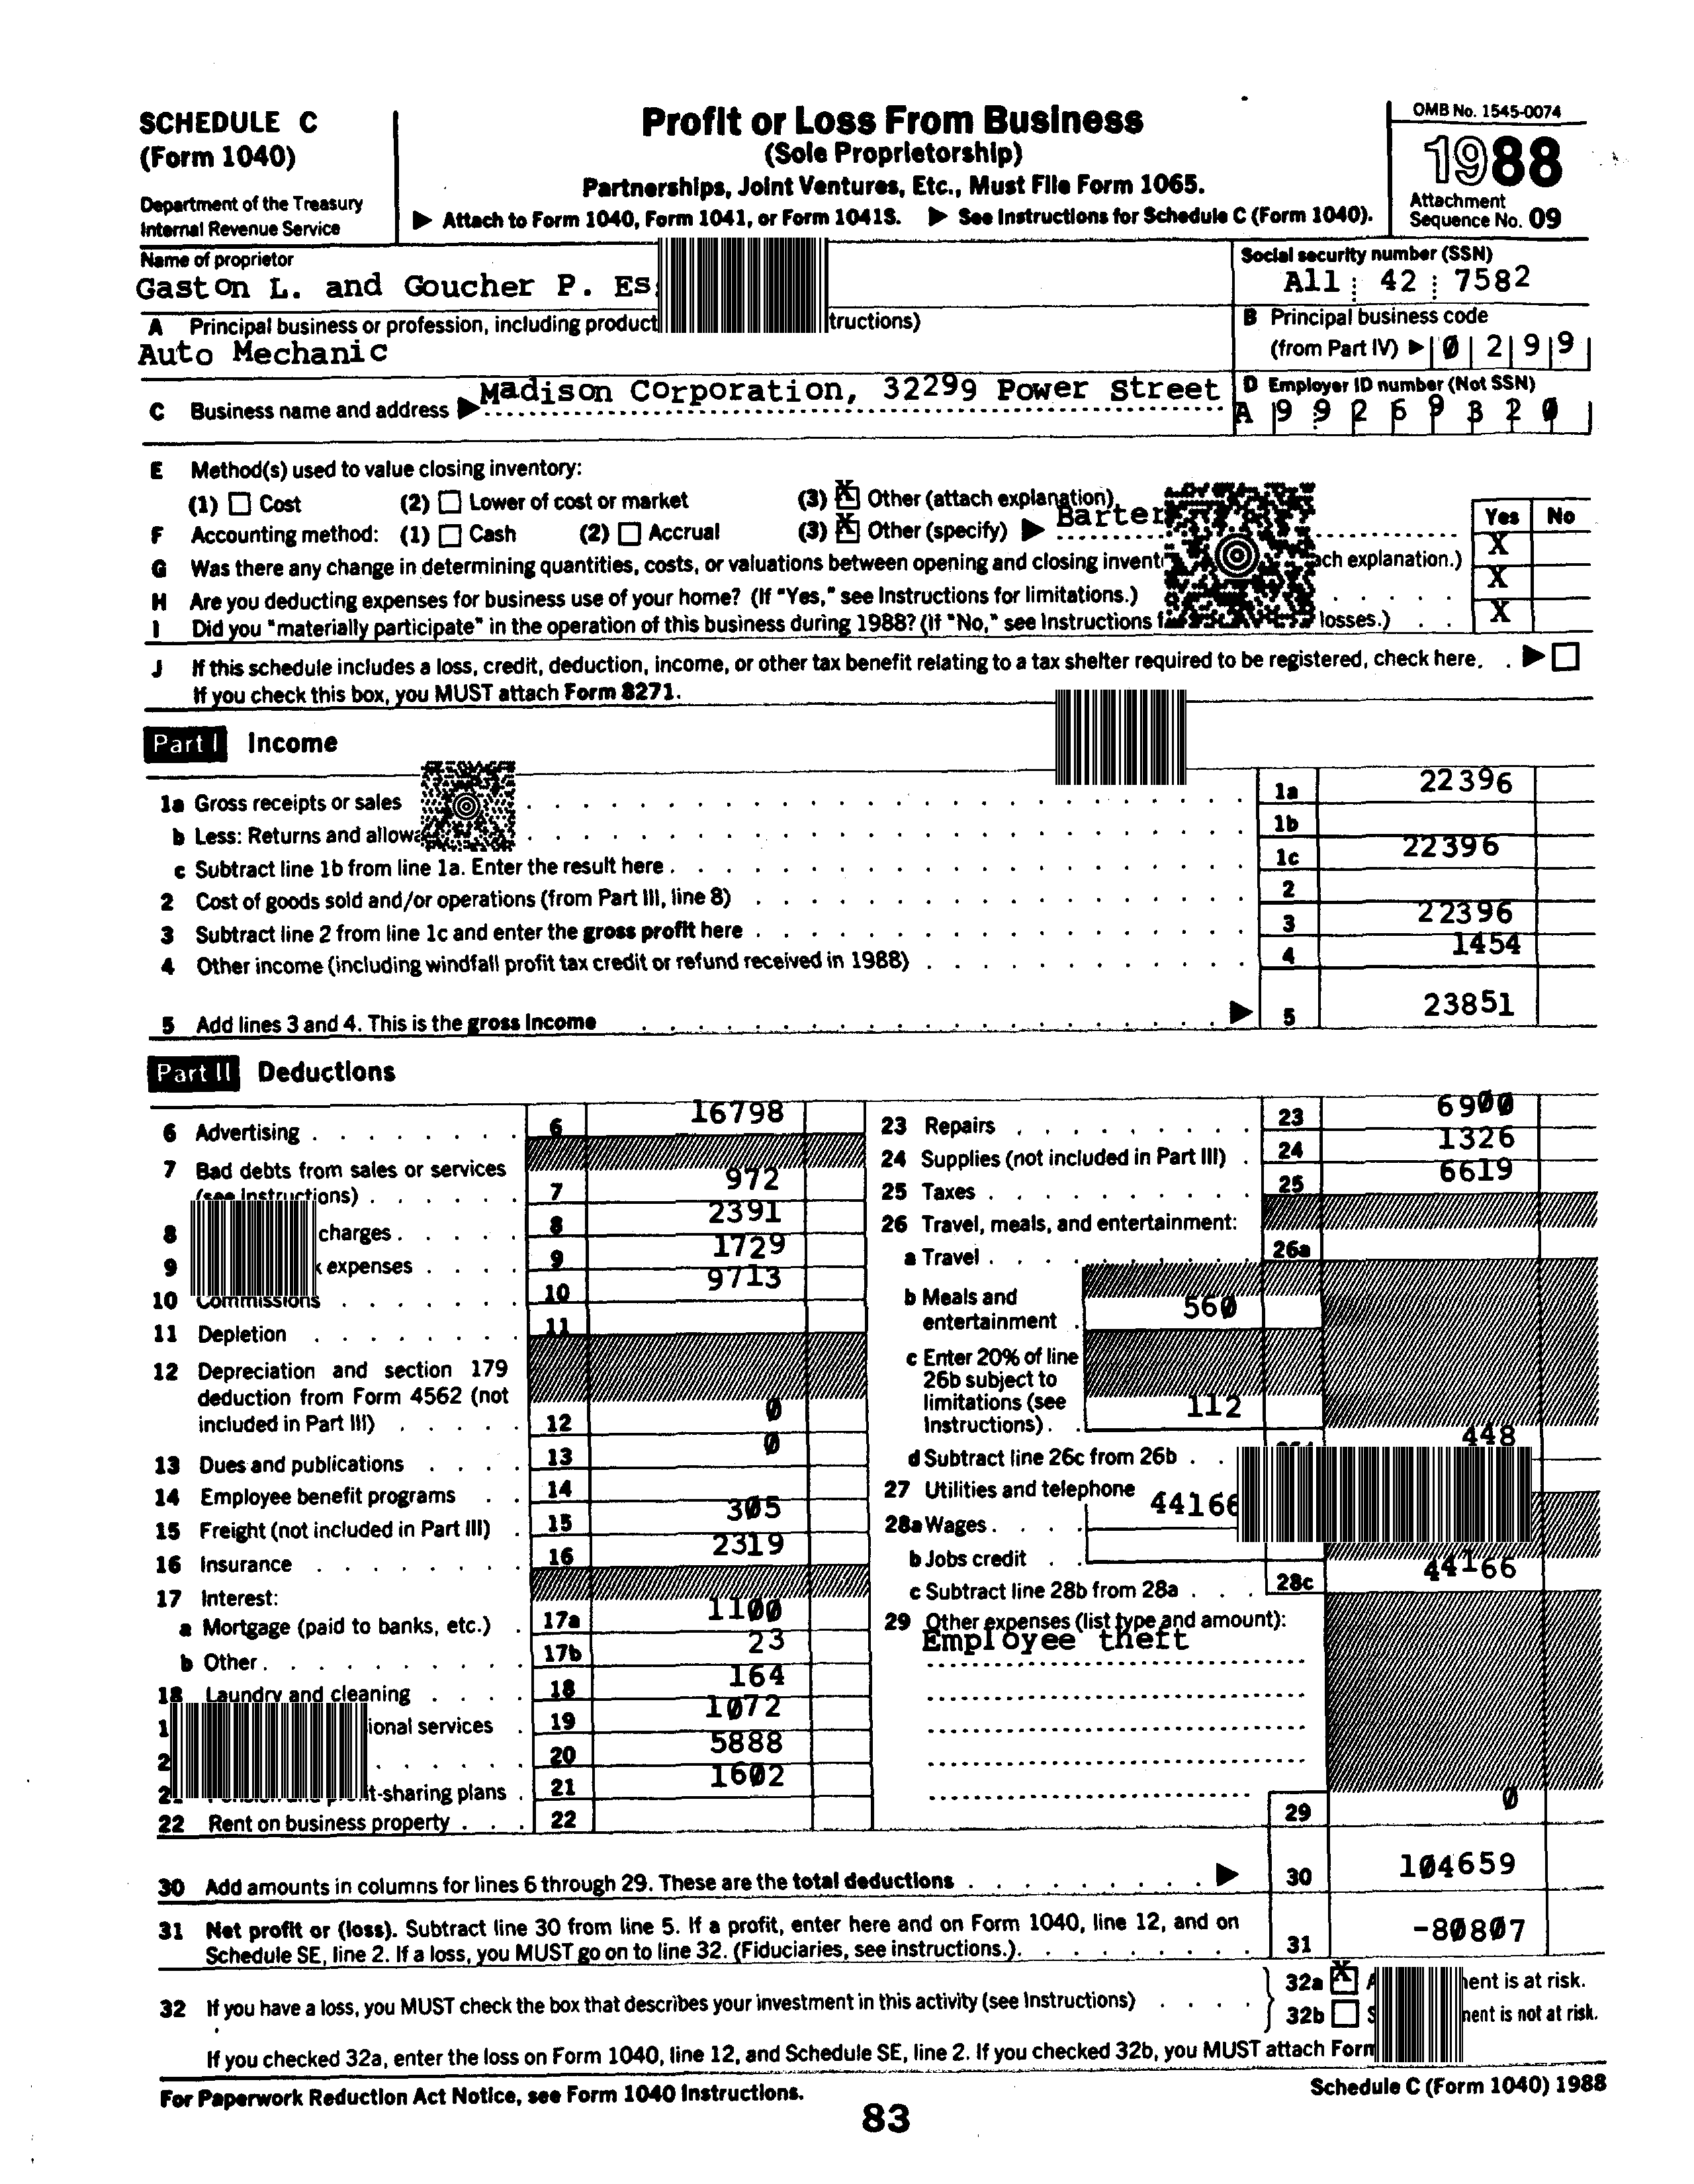 SCHEDULE C
(Form 1040)
Department of the Treasury
Internal Revenue Service
Profit or Loss From Business
(Sole Proprietorship)
Partnerships, Joint Ventures, Etc., Must File Form 1065.
▶ Attach to Form 1040, Form 1041, or Form 1041S. ▶ See Instructions for Schedule C (Form 1040).
OMB No. 1545-0074
1988
Attachment
Sequence No. 09
Name of proprietor
Gaston L. and Goucher P. Es
Social security number (SSN)
A11 42 7582
A Principal business or profession, including product tructions)
Auto Mechanic
B Principal business code
(from Part IV) ▶ 0 2 9 9
C Business name and address ▶ Madison Corporation, 32299 Power Street
D Employer ID number (Not SSN)
A 9 9 2 6 9 3 2 0
E Method(s) used to value closing inventory:
(1) ☐ Cost (2) ☐ Lower of cost or market (3) ☒ Other (attach explanation)
F Accounting method: (1) ☐ Cash (2) ☐ Accrual (3) ☒ Other (specify) ▶ Barter
Yes No
G Was there any change in determining quantities, costs, or valuations between opening and closing inventi ch explanation.) X
H Are you deducting expenses for business use of your home? (If "Yes," see Instructions for limitations.) X
I Did you "materially participate" in the operation of this business during 1988? (If "No," see Instructions f losses.) X
J If this schedule includes a loss, credit, deduction, income, or other tax benefit relating to a tax shelter required to be registered, check here. ▶ ☐
If you check this box, you MUST attach Form 8271.
Part I Income
1a Gross receipts or sales 1a 22396
b Less: Returns and allowa 1b
c Subtract line 1b from line 1a. Enter the result here 1c 22396
2 Cost of goods sold and/or operations (from Part III, line 8) 2
3 Subtract line 2 from line 1c and enter the gross profit here 3 22396
4 Other income (including windfall profit tax credit or refund received in 1988) 4 1454
5 Add lines 3 and 4. This is the gross income ▶ 5 23851
Part II Deductions
6 Advertising 6 16798
7 Bad debts from sales or services
(see Instructions) 7 972
8 charges 8 2391
9 expenses 9 1729
10 Commissions 10 9713
11 Depletion 11
12 Depreciation and section 179
deduction from Form 4562 (not
included in Part III) 12 0
13 Dues and publications 13 0
14 Employee benefit programs 14
15 Freight (not included in Part III) 15 305
16 Insurance 16 2319
17 Interest:
a Mortgage (paid to banks, etc.) 17a 1100
b Other 17b 23
18 Laundry and cleaning 18 164
ional services 19 1072
20 5888
t-sharing plans 21 1602
22 Rent on business property 22
23 Repairs 23 6900
24 Supplies (not included in Part III) 24 1326
25 Taxes 25 6619
26 Travel, meals, and entertainment:
a Travel 26a
b Meals and
entertainment 560
c Enter 20% of line
26b subject to
limitations (see
Instructions) 112
d Subtract line 26c from 26b 448
27 Utilities and telephone
28a Wages 44166
b Jobs credit
c Subtract line 28b from 28a 28c 44166
29 Other expenses (list type and amount):
Employee theft
29 0
30 Add amounts in columns for lines 6 through 29. These are the total deductions ▶ 30 104659
31 Net profit or (loss). Subtract line 30 from line 5. If a profit, enter here and on Form 1040, line 12, and on
Schedule SE, line 2. If a loss, you MUST go on to line 32. (Fiduciaries, see instructions.) 31 -80807
32 If you have a loss, you MUST check the box that describes your investment in this activity (see Instructions)
32a ☒ A ent is at risk.
32b ☐ S nent is not at risk.
If you checked 32a, enter the loss on Form 1040, line 12, and Schedule SE, line 2. If you checked 32b, you MUST attach Form
For Paperwork Reduction Act Notice, see Form 1040 Instructions.
Schedule C (Form 1040) 1988
83